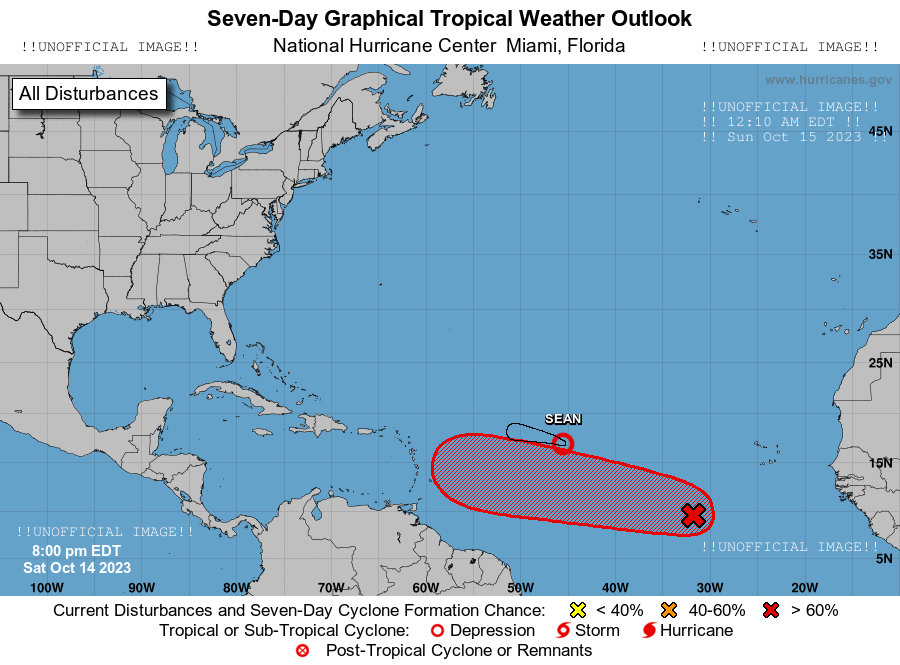 Seven-Day Graphical Tropical Weather Outlook
!!UNOFFICIAL IMAGE!! National Hurricane Center Miami, Florida !!UNOFFICIAL IMAGE!!
www.hurricanes.gov
All Disturbances
!!UNOFFICIAL IMAGE!!
!! 12:10 AM EDT !!
!! Sun Oct 15 2023 !!
45N
35N
25N
SEAN
15N
!!UNOFFICIAL IMAGE!!
8:00 pm EDT
Sat Oct 14 2023
!!UNOFFICIAL IMAGE!!
5N
100W 90W 80W 70W 60W 50W 40W 30W 20W
Current Disturbances and Seven-Day Cyclone Formation Chance: < 40% 40-60% > 60%
Tropical or Sub-Tropical Cyclone: Depression Storm Hurricane
Post-Tropical Cyclone or Remnants